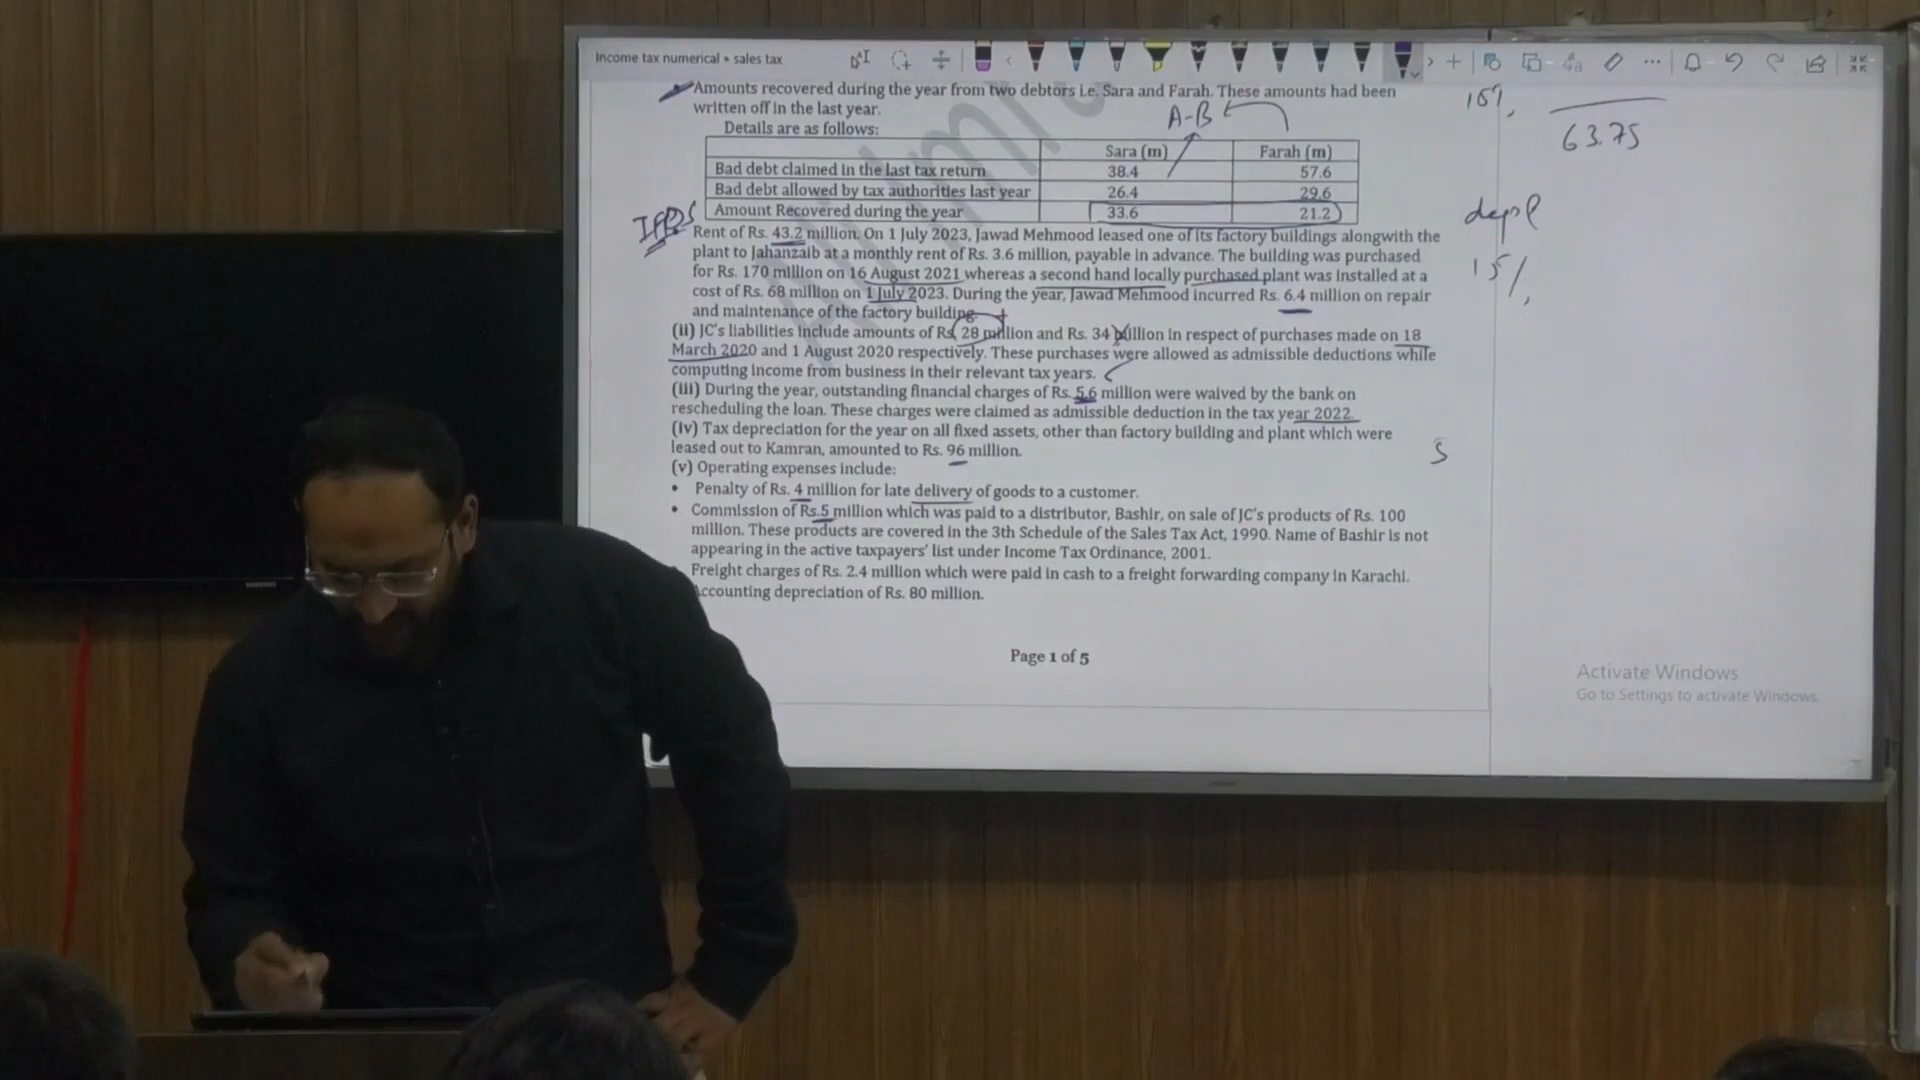 Income tax numerical + sales tax
Amounts recovered during the year from two debtors i.e. Sara and Farah. These amounts had been
written off in the last year.
A-B
Details are as follows:
Sara (m) Farah (m)
Bad debt claimed in the last tax return 38.4 57.6
Bad debt allowed by tax authorities last year 26.4 29.6
Amount Recovered during the year 33.6 21.2
IFOS
Rent of Rs. 43.2 million. On 1 July 2023, Jawad Mehmood leased one of its factory buildings alongwith the
plant to Jahanzaib at a monthly rent of Rs. 3.6 million, payable in advance. The building was purchased
for Rs. 170 million on 16 August 2021 whereas a second hand locally purchased plant was installed at a
cost of Rs. 68 million on 1 July 2023. During the year, Jawad Mehmood incurred Rs. 6.4 million on repair
and maintenance of the factory building.
(ii) JC's liabilities include amounts of Rs. 28 million and Rs. 34 million in respect of purchases made on 18
March 2020 and 1 August 2020 respectively. These purchases were allowed as admissible deductions while
computing income from business in their relevant tax years.
(iii) During the year, outstanding financial charges of Rs. 5.6 million were waived by the bank on
rescheduling the loan. These charges were claimed as admissible deduction in the tax year 2022.
(iv) Tax depreciation for the year on all fixed assets, other than factory building and plant which were
leased out to Kamran, amounted to Rs. 96 million.
(v) Operating expenses include:
• Penalty of Rs. 4 million for late delivery of goods to a customer.
• Commission of Rs.5 million which was paid to a distributor, Bashir, on sale of JC's products of Rs. 100
million. These products are covered in the 3th Schedule of the Sales Tax Act, 1990. Name of Bashir is not
appearing in the active taxpayers' list under Income Tax Ordinance, 2001.
Freight charges of Rs. 2.4 million which were paid in cash to a freight forwarding company in Karachi.
Accounting depreciation of Rs. 80 million.
Page 1 of 5
63.75
15%
S
Activate Windows
Go to Settings to activate Windows.